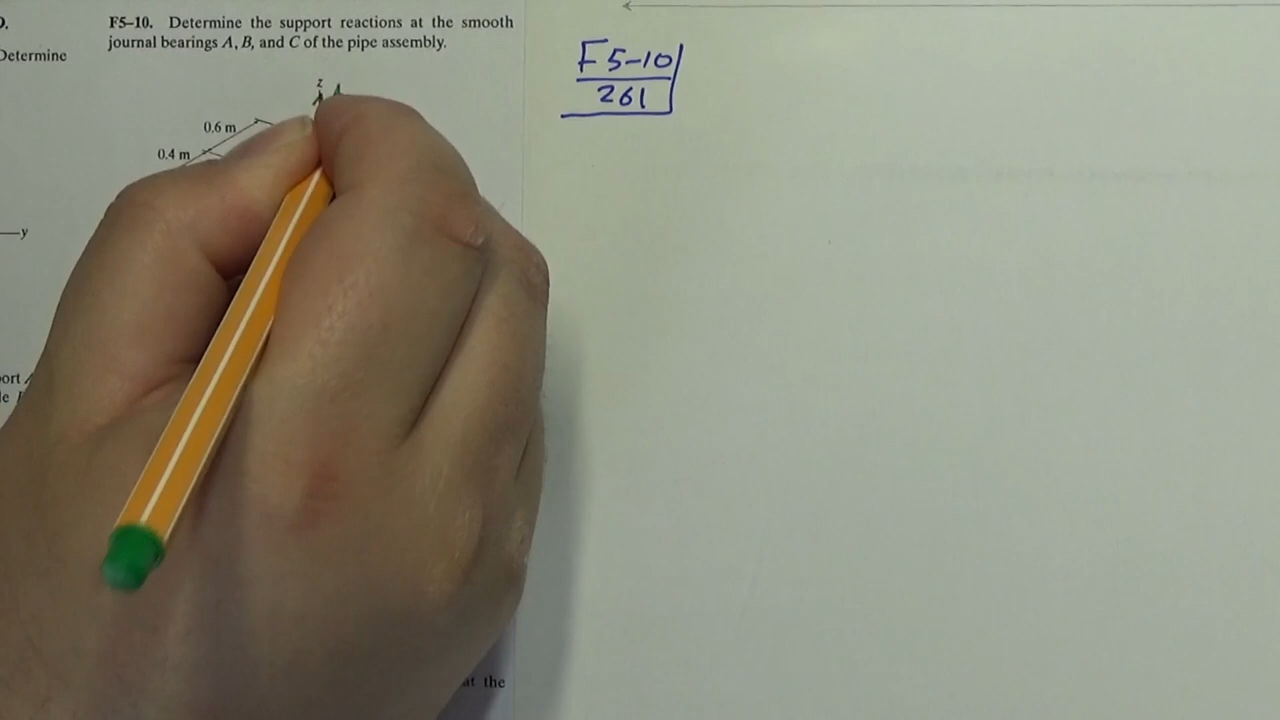 ).
Determine
F5–10. Determine the support reactions at the smooth
journal bearings A, B, and C of the pipe assembly.
F5-10
261
z
0.6 m
0.4 m
y
at the